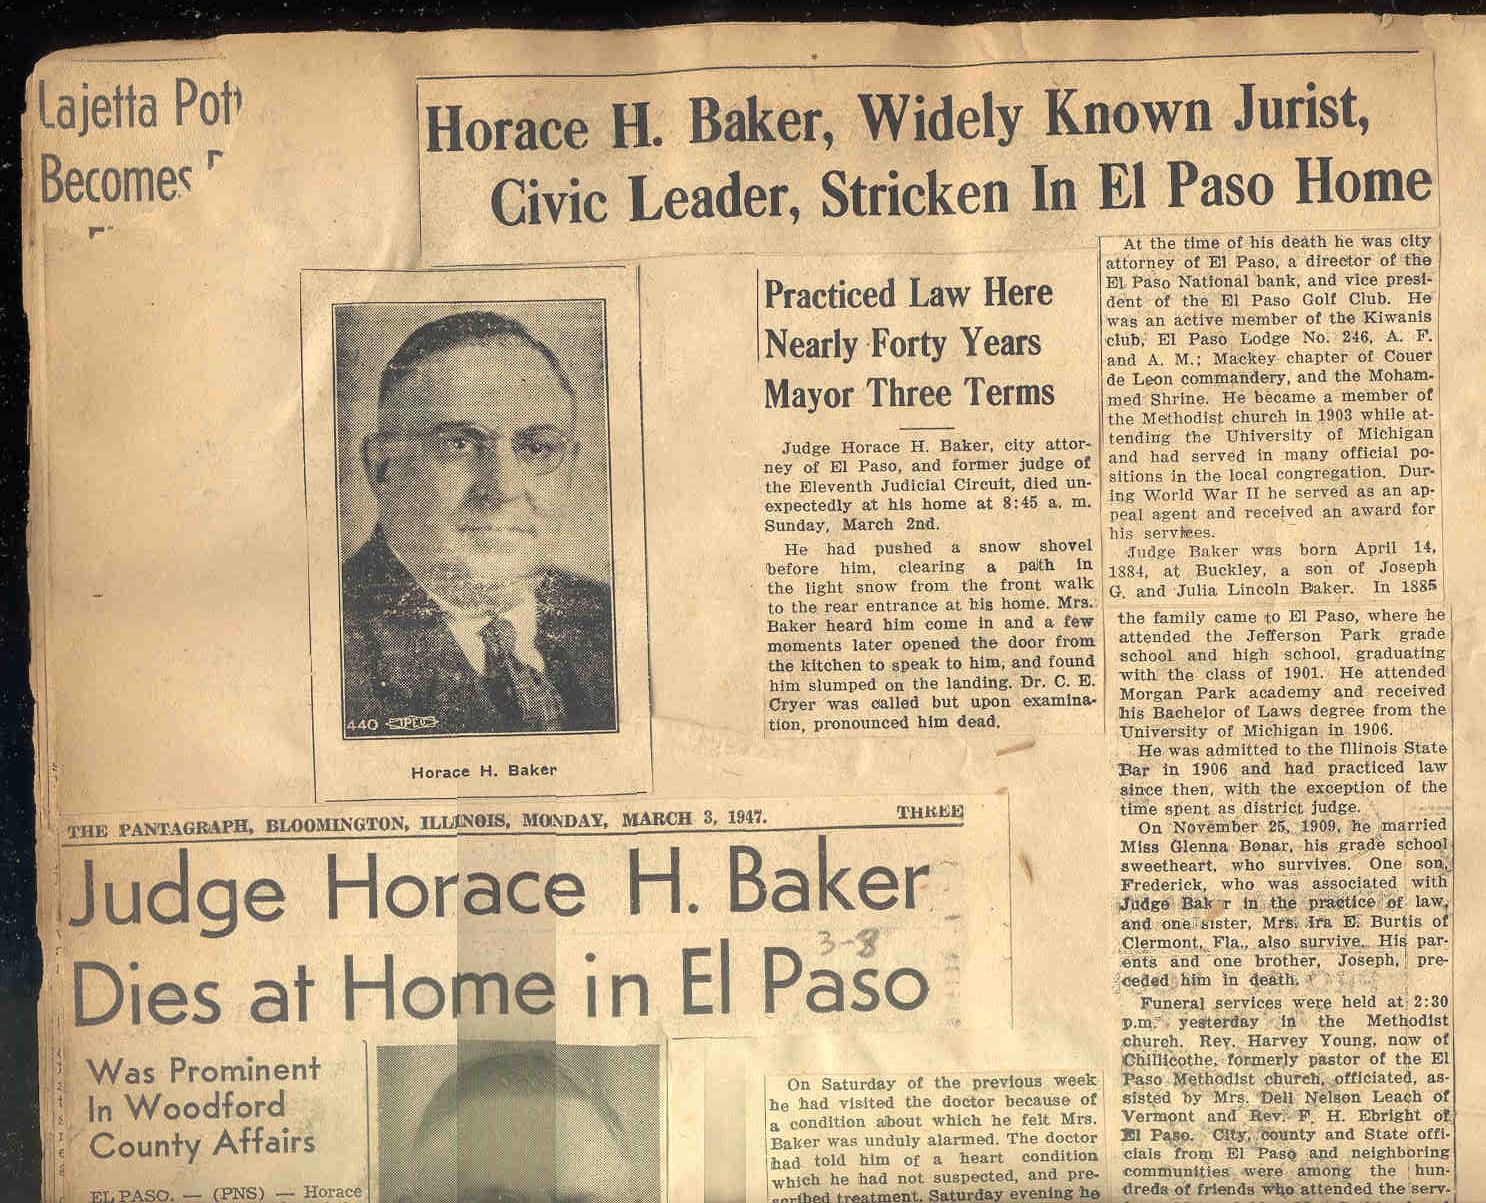 Lajetta Pot
Becomes
Horace H. Baker, Widely Known Jurist,
Civic Leader, Stricken In El Paso Home
440
Horace H. Baker
Practiced Law Here
Nearly Forty Years
Mayor Three Terms
Judge Horace H. Baker, city attor-
ney of El Paso, and former judge of
the Eleventh Judicial Circuit, died un-
expectedly at his home at 8:45 a. m.
Sunday, March 2nd.
He had pushed a snow shovel
before him, clearing a path in
the light snow from the front walk
to the rear entrance at his home. Mrs.
Baker heard him come in and a few
moments later opened the door from
the kitchen to speak to him, and found
him slumped on the landing. Dr. C. E.
Cryer was called but upon examina-
tion, pronounced him dead.
On Saturday of the previous week
he had visited the doctor because of
a condition about which he felt Mrs.
Baker was unduly alarmed. The doctor
had told him of a heart condition
which he had not suspected, and pre-
scribed treatment. Saturday evening he
At the time of his death he was city
attorney of El Paso, a director of the
El Paso National bank, and vice presi-
dent of the El Paso Golf Club. He
was an active member of the Kiwanis
club, El Paso Lodge No. 246, A. F.
and A. M.; Mackey chapter of Couer
de Leon commandery, and the Moham-
med Shrine. He became a member of
the Methodist church in 1903 while at-
tending the University of Michigan
and had served in many official po-
sitions in the local congregation. Dur-
ing World War II he served as an ap-
peal agent and received an award for
his services.
Judge Baker was born April 14,
1884, at Buckley, a son of Joseph
G. and Julia Lincoln Baker. In 1885
the family came to El Paso, where he
attended the Jefferson Park grade
school and high school, graduating
with the class of 1901. He attended
Morgan Park academy and received
his Bachelor of Laws degree from the
University of Michigan in 1906.
He was admitted to the Illinois State
Bar in 1906 and had practiced law
since then, with the exception of the
time spent as district judge.
On November 25, 1909, he married
Miss Glenna Bonar, his grade school
sweetheart, who survives. One son,
Frederick, who was associated with
Judge Bak r in the practice of law,
and one sister, Mrs. Ira E. Burtis of
Clermont, Fla., also survive. His par-
ents and one brother, Joseph, pre-
ceded him in death.
Funeral services were held at 2:30
p.m. yesterday in the Methodist
church. Rev. Harvey Young, now of
Chillicothe, formerly pastor of the El
Paso Methodist church, officiated, as-
sisted by Mrs. Dell Nelson Leach of
Vermont and Rev. F. H. Ebright of
El Paso. City, county and State offi-
cials from El Paso and neighboring
communities were among the hun-
dreds of friends who attended the serv-
THE PANTAGRAPH, BLOOMINGTON, ILLINOIS, MONDAY, MARCH 3, 1947. THREE
Judge Horace H. Baker
3-8
Dies at Home in El Paso
Was Prominent
In Woodford
County Affairs
EL PASO. — (PNS) — Horace